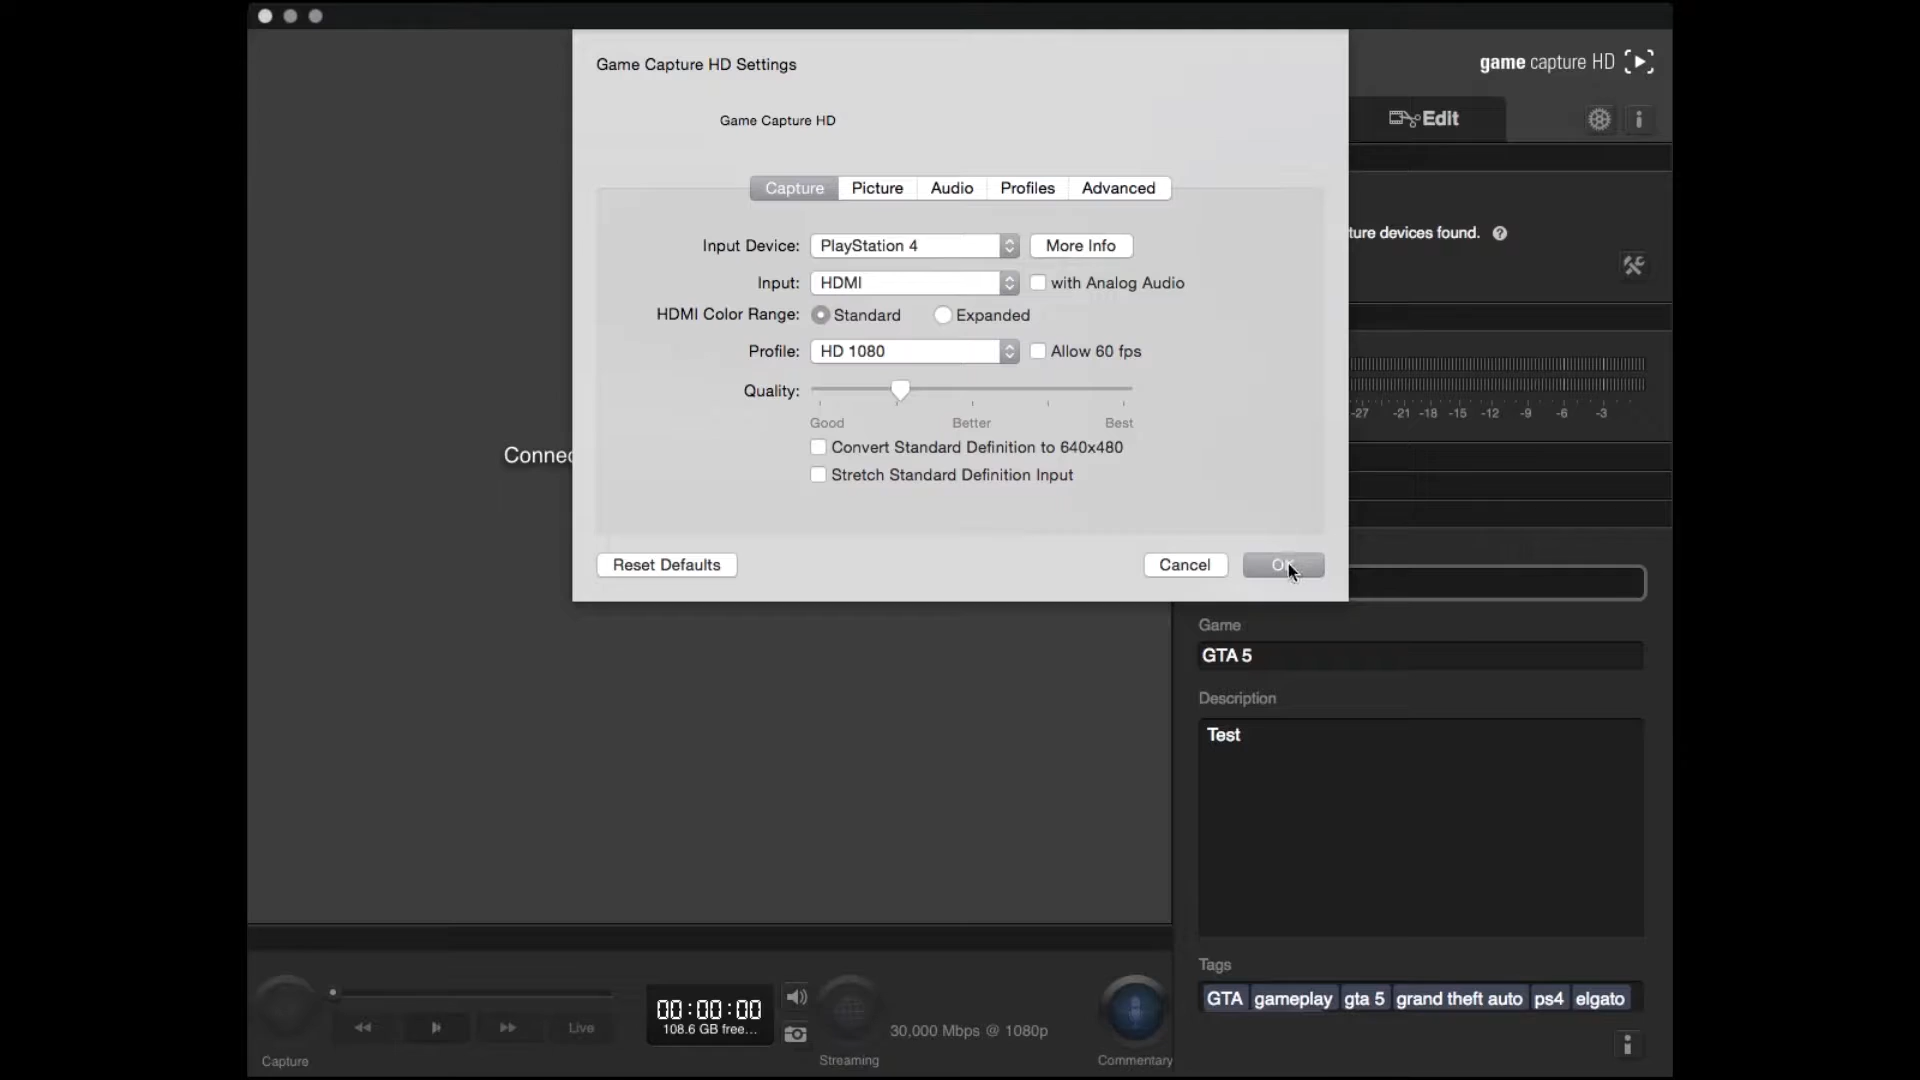 Game Capture HD Settings
game capture HD
Game Capture HD
Edit
Capture Picture Audio Profiles Advanced
ture devices found.
Input Device: PlayStation 4 More Info
Input: HDMI with Analog Audio
HDMI Color Range: Standard Expanded
Profile: HD 1080 Allow 60 fps
Quality:
Good Better Best
-27 -21 -18 -15 -12 -9 -6 -3
Convert Standard Definition to 640x480
Connec
Stretch Standard Definition Input
Reset Defaults Cancel OK
Game
GTA 5
Description
Test
Tags
GTA gameplay gta 5 grand theft auto ps4 elgato
00:00:00
108.6 GB free...
Live
30,000 Mbps @ 1080p
Capture Streaming Commentary